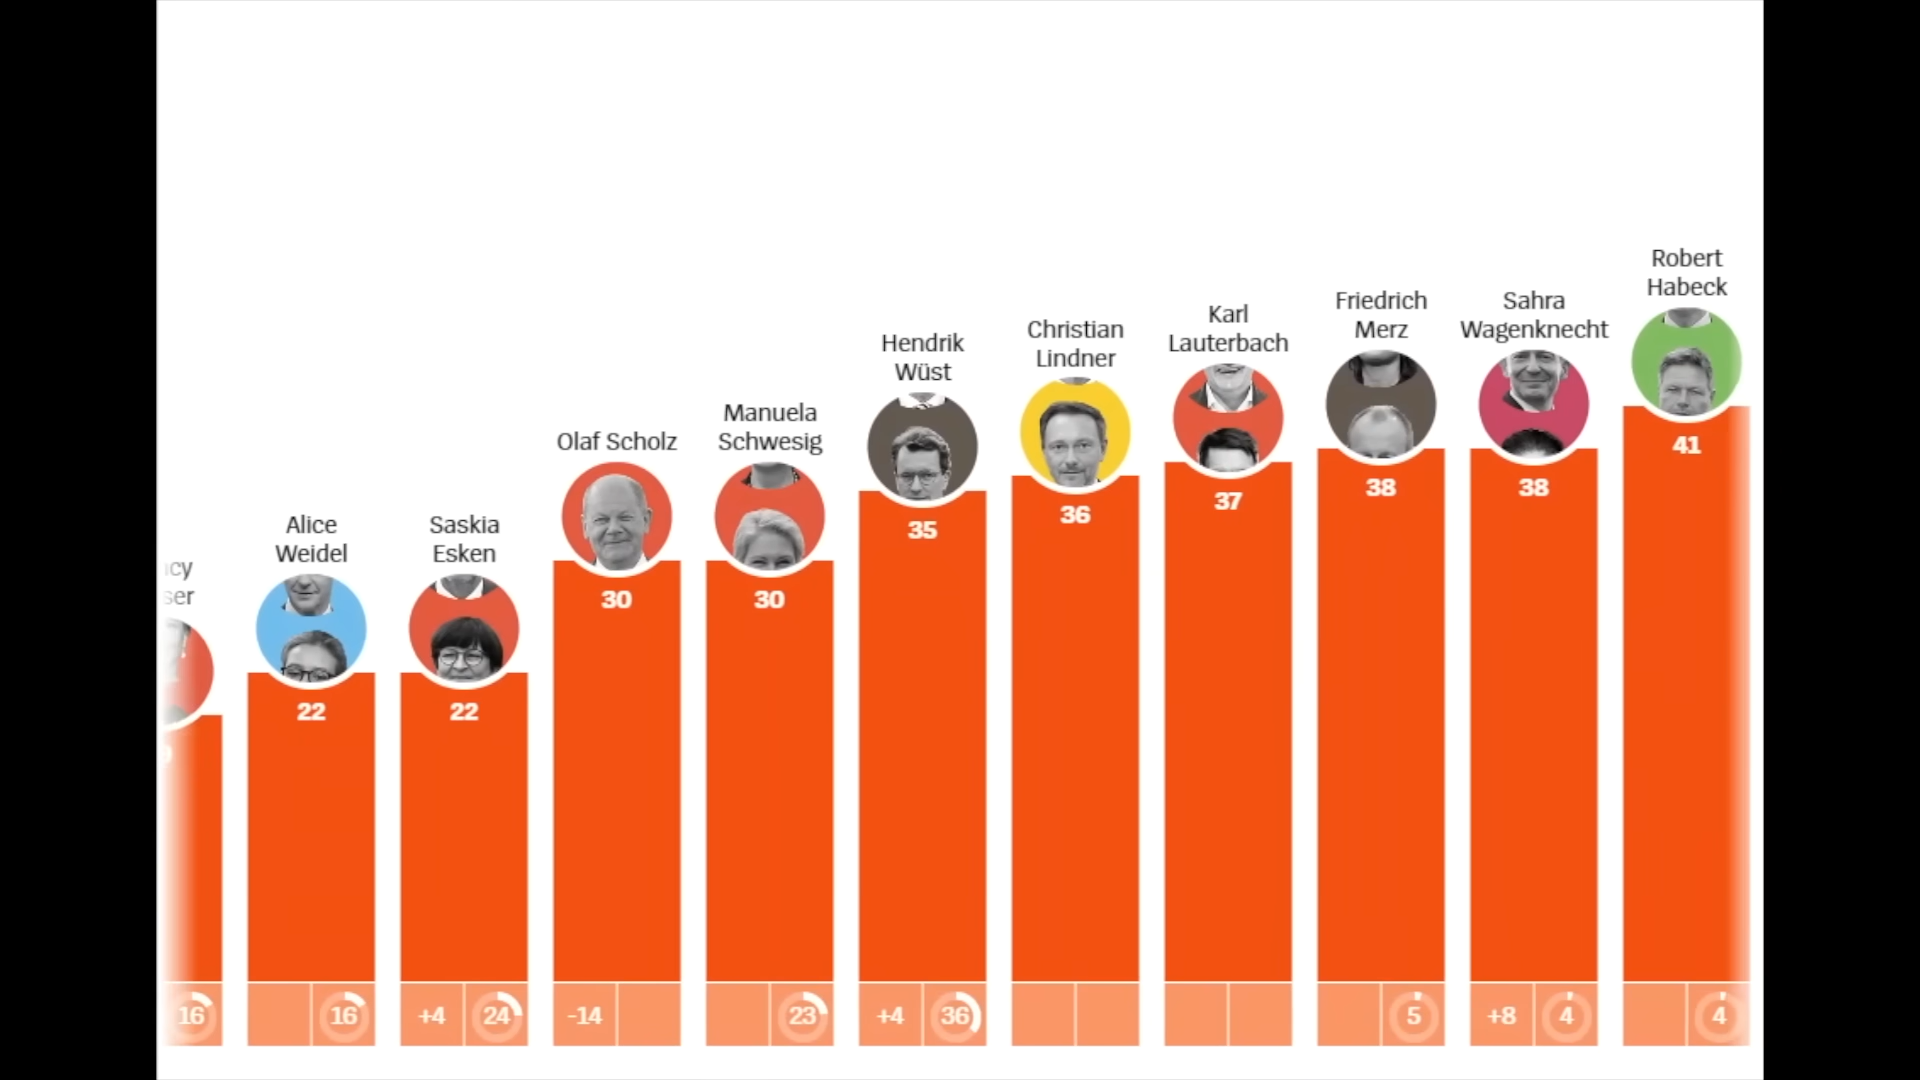 Robert
Habeck
Friedrich
Merz
Sahra
Wagenknecht
Karl
Lauterbach
Christian
Lindner
Hendrik
Wüst
Manuela
Schwesig
Olaf Scholz
Alice
Weidel
Saskia
Esken
cy
ser
22
22
30
30
35
36
37
38
38
41
16
16
+4
24
-14
23
+4
36
5
+8
4
4